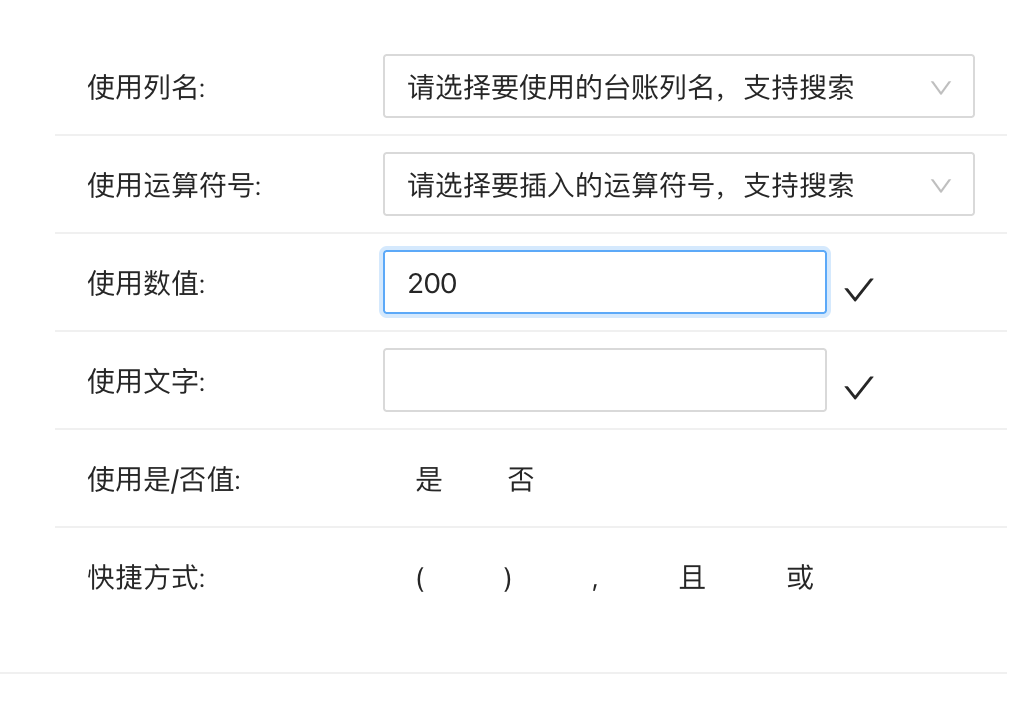 使用列名: 请选择要使用的台账列名，支持搜索
使用运算符号: 请选择要插入的运算符号，支持搜索
使用数值: 200
使用文字:
使用是/否值: 是 否
快捷方式: ( ) , 且 或